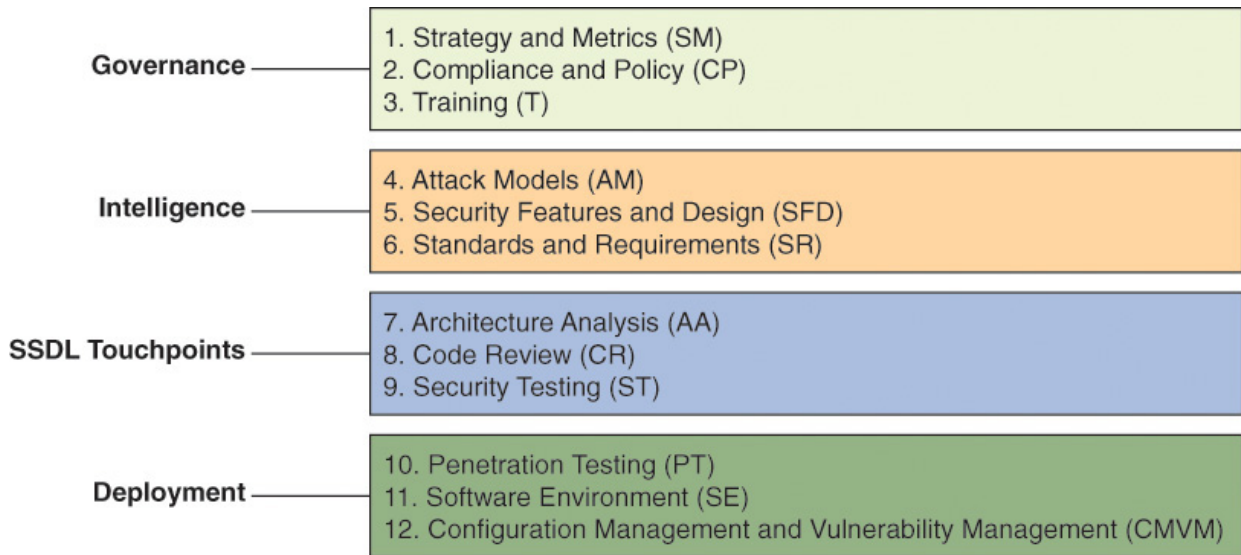 Governance
1. Strategy and Metrics (SM)
2. Compliance and Policy (CP)
3. Training (T)
Intelligence
4. Attack Models (AM)
5. Security Features and Design (SFD)
6. Standards and Requirements (SR)
SSDL Touchpoints
7. Architecture Analysis (AA)
8. Code Review (CR)
9. Security Testing (ST)
Deployment
10. Penetration Testing (PT)
11. Software Environment (SE)
12. Configuration Management and Vulnerability Management (CMVM)